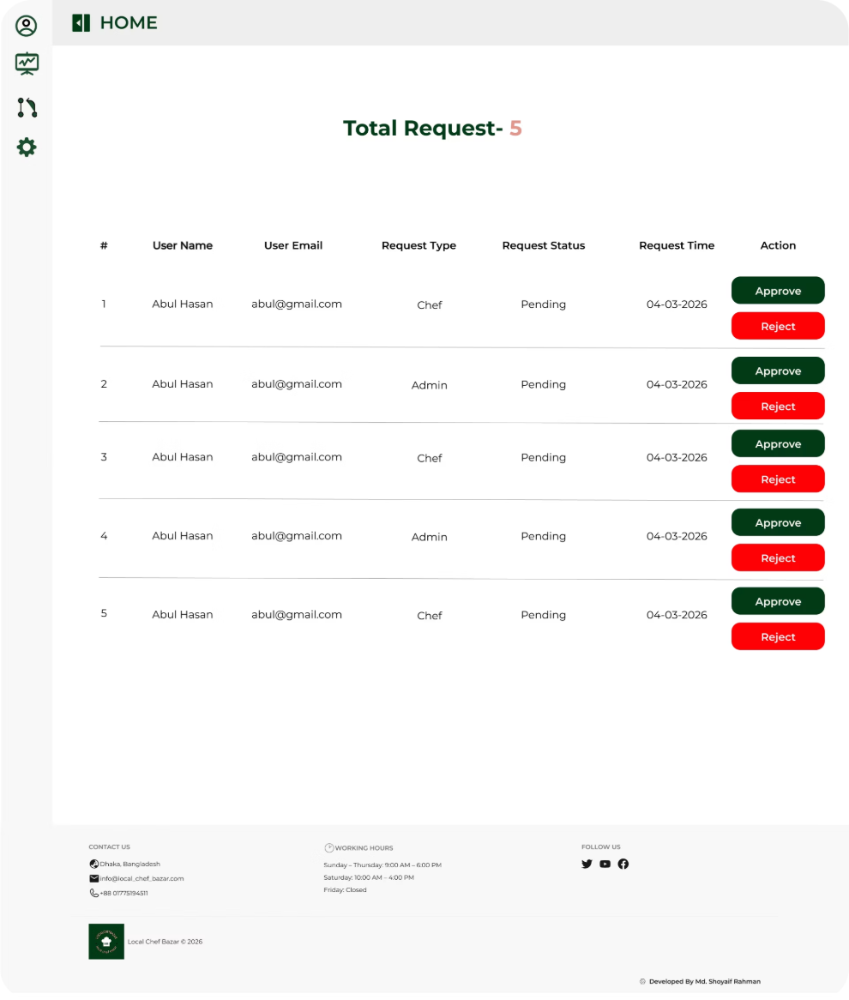 HOME
Total Request- 5
# User Name User Email Request Type Request Status Request Time Action
1 Abul Hasan abul@gmail.com Chef Pending 04-03-2026 Approve
Reject
2 Abul Hasan abul@gmail.com Admin Pending 04-03-2026 Approve
Reject
3 Abul Hasan abul@gmail.com Chef Pending 04-03-2026 Approve
Reject
4 Abul Hasan abul@gmail.com Admin Pending 04-03-2026 Approve
Reject
5 Abul Hasan abul@gmail.com Chef Pending 04-03-2026 Approve
Reject
CONTACT US
Dhaka, Bangladesh
info@local_chef_bazar.com
+88 01775194511
WORKING HOURS
Sunday – Thursday: 9:00 AM – 6:00 PM
Saturday: 10:00 AM – 4:00 PM
Friday: Closed
FOLLOW US
Local Chef Bazar © 2026
Developed By Md. Shoyaif Rahman